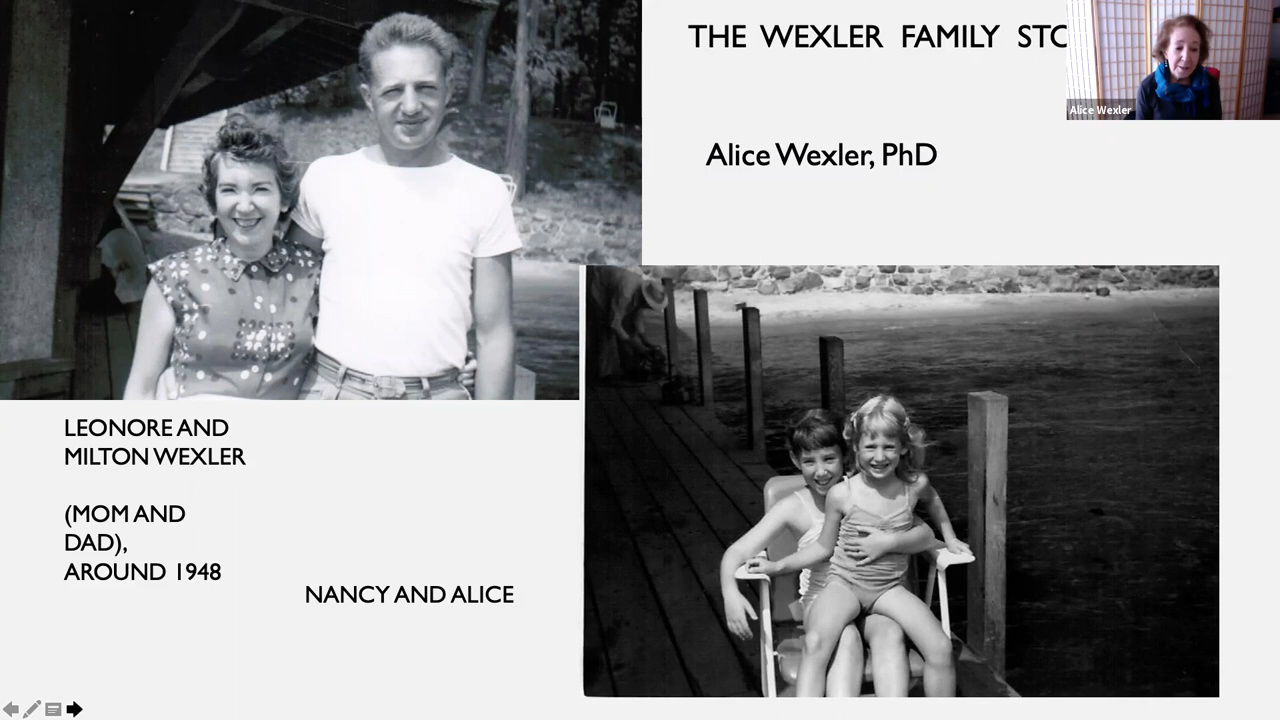 THE WEXLER FAMILY STO
Alice Wexler
Alice Wexler, PhD
LEONORE AND
MILTON WEXLER
(MOM AND
DAD),
AROUND 1948
NANCY AND ALICE